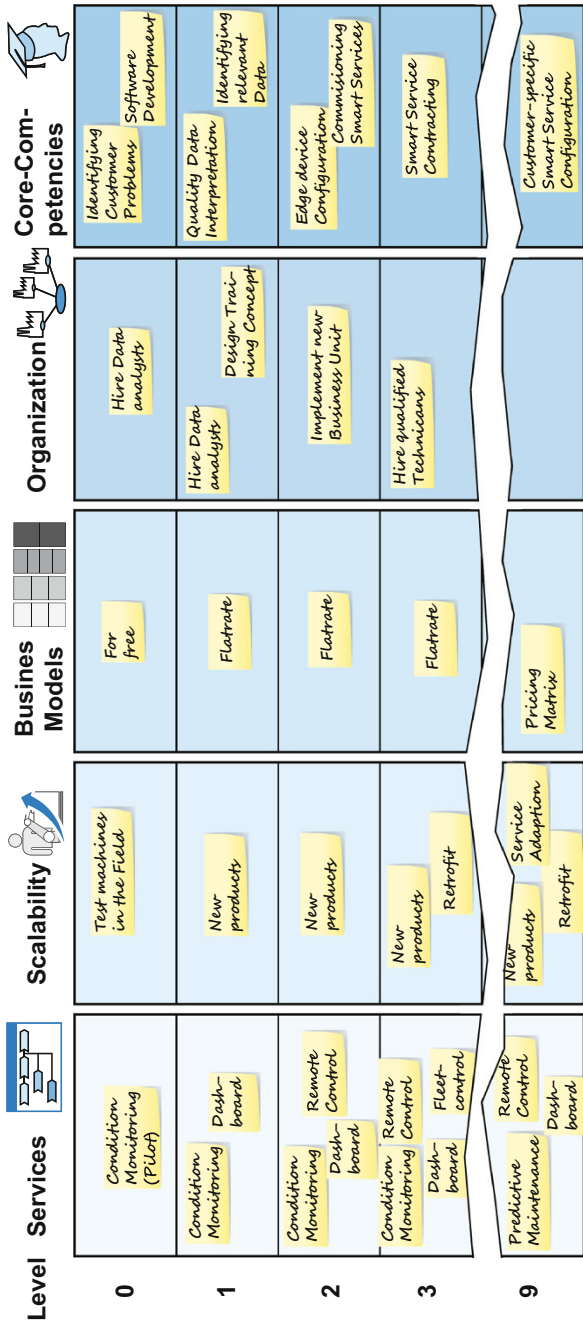 Level
Services
Scalability
Busines
Models
Organization
Core-Com-
petencies
0
Condition
Monitoring
(Pilot)
Test machines
in the Field
For
free
Hire Data
analysts
Identifying
Customer
Problems
Software
Development
1
Condition
Monitoring
Dash-
board
New
products
Flatrate
Hire Data
analysts
Design Trai-
ning Concept
Quality Data
Interpretation
Identifying
relevant
Data
2
Condition
Monitoring
Dash-
board
Remote
Control
New
products
Flatrate
Implement new
Business Unit
Edge device
Configuration
Commisioning
Smart Services
3
Condition
Monitoring
Remote
Control
Dash-
board
Fleet-
control
New
products
Retrofit
Flatrate
Hire qualified
Technicans
Smart Service
Contracting
9
Predictive
Maintenance
Remote
Control
Dash-
board
New
products
Service
Adaption
Retrofit
Pricing
Matrix
Customer-specific
Smart Service
Configuration